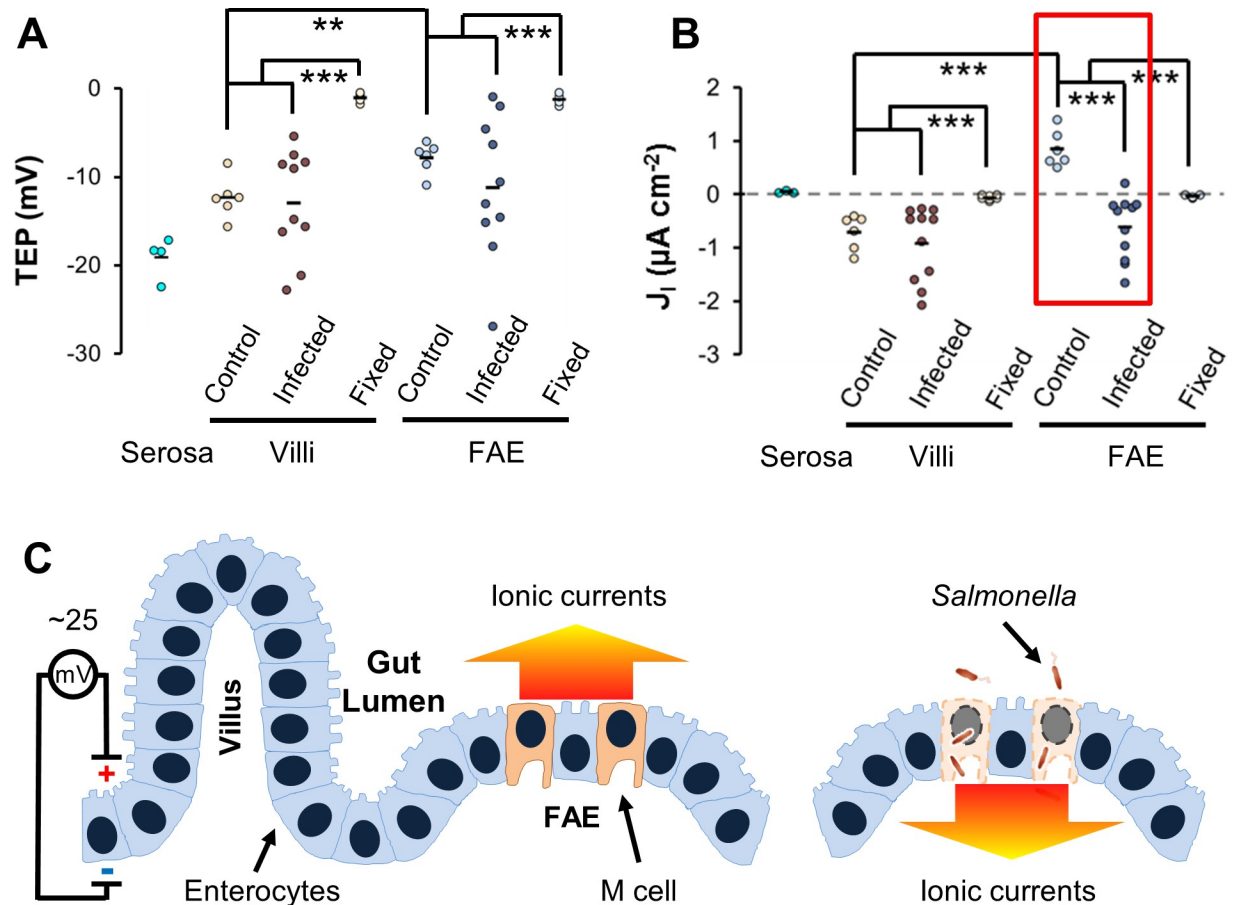 A
**
***
***
0
-10
-20
-30
TEP (mV)
Control
Infected
Fixed
Control
Infected
Fixed
Serosa
Villi
FAE
B
***
***
***
***
2
1
0
-1
-2
-3
J_I (µA cm⁻²)
Control
Infected
Fixed
Control
Infected
Fixed
Serosa
Villi
FAE
C
~25
mV
+
-
Villus
Gut
Lumen
Ionic currents
FAE
Enterocytes
M cell
Salmonella
Ionic currents